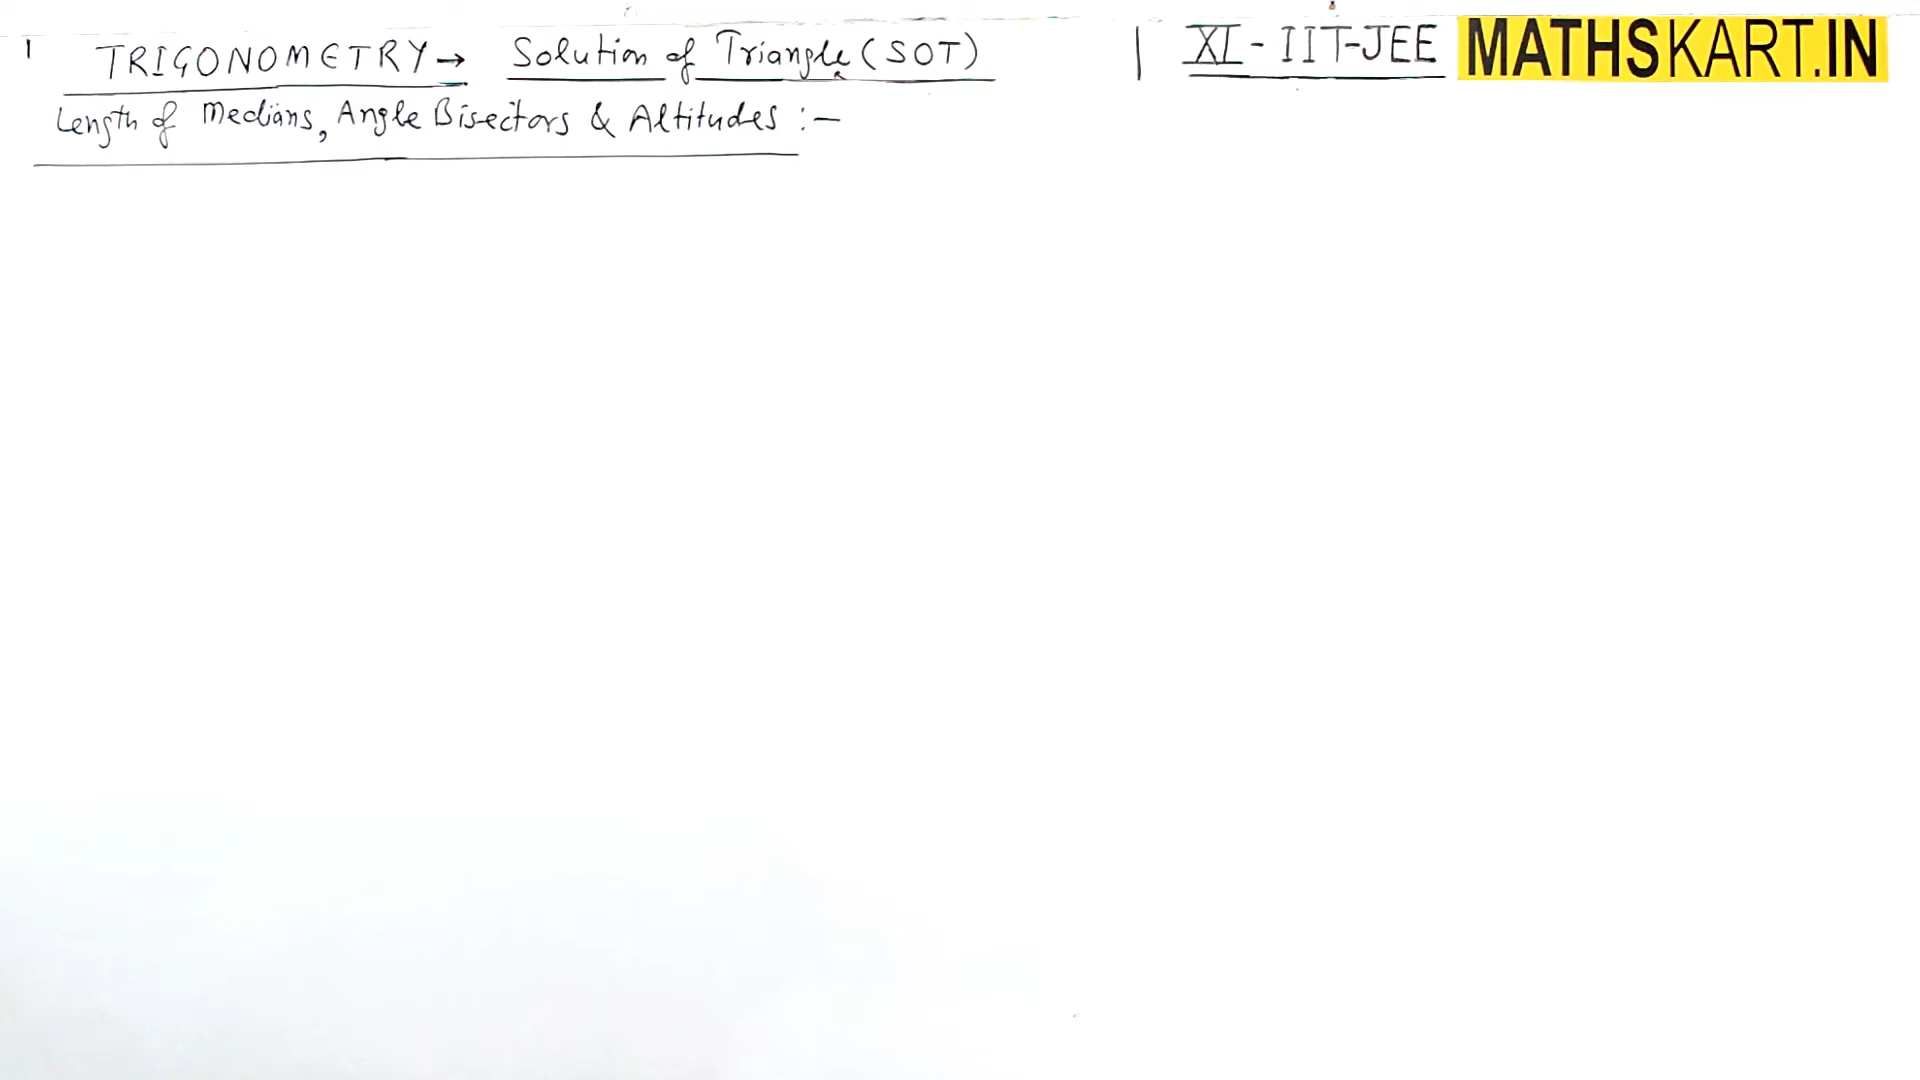 1 TRIGONOMETRY → Solution of Triangle (SOT) | XI - IIT-JEE MATHSKART.IN
Length of Medians, Angle Bisectors & Altitudes :-